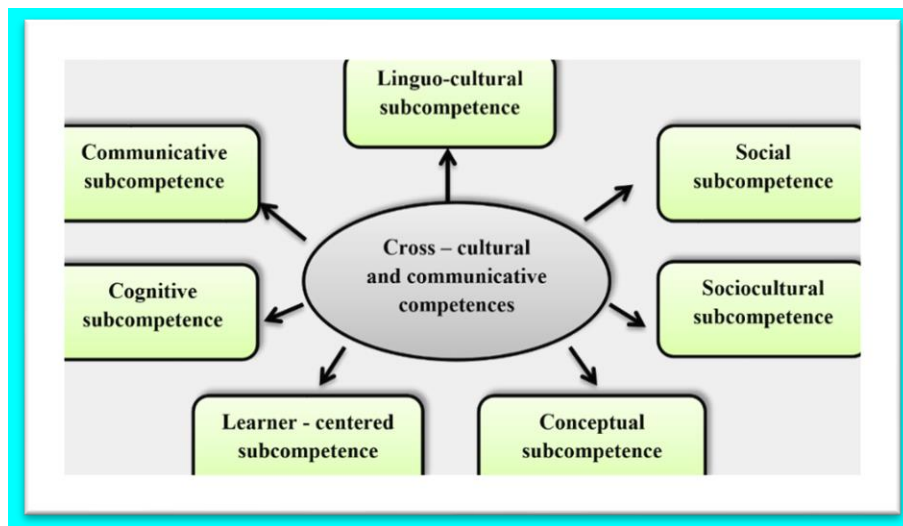 Linguo-cultural
subcompetence
Communicative
subcompetence
Social
subcompetence
Cross – cultural
and communicative
competences
Cognitive
subcompetence
Sociocultural
subcompetence
Learner - centered
subcompetence
Conceptual
subcompetence